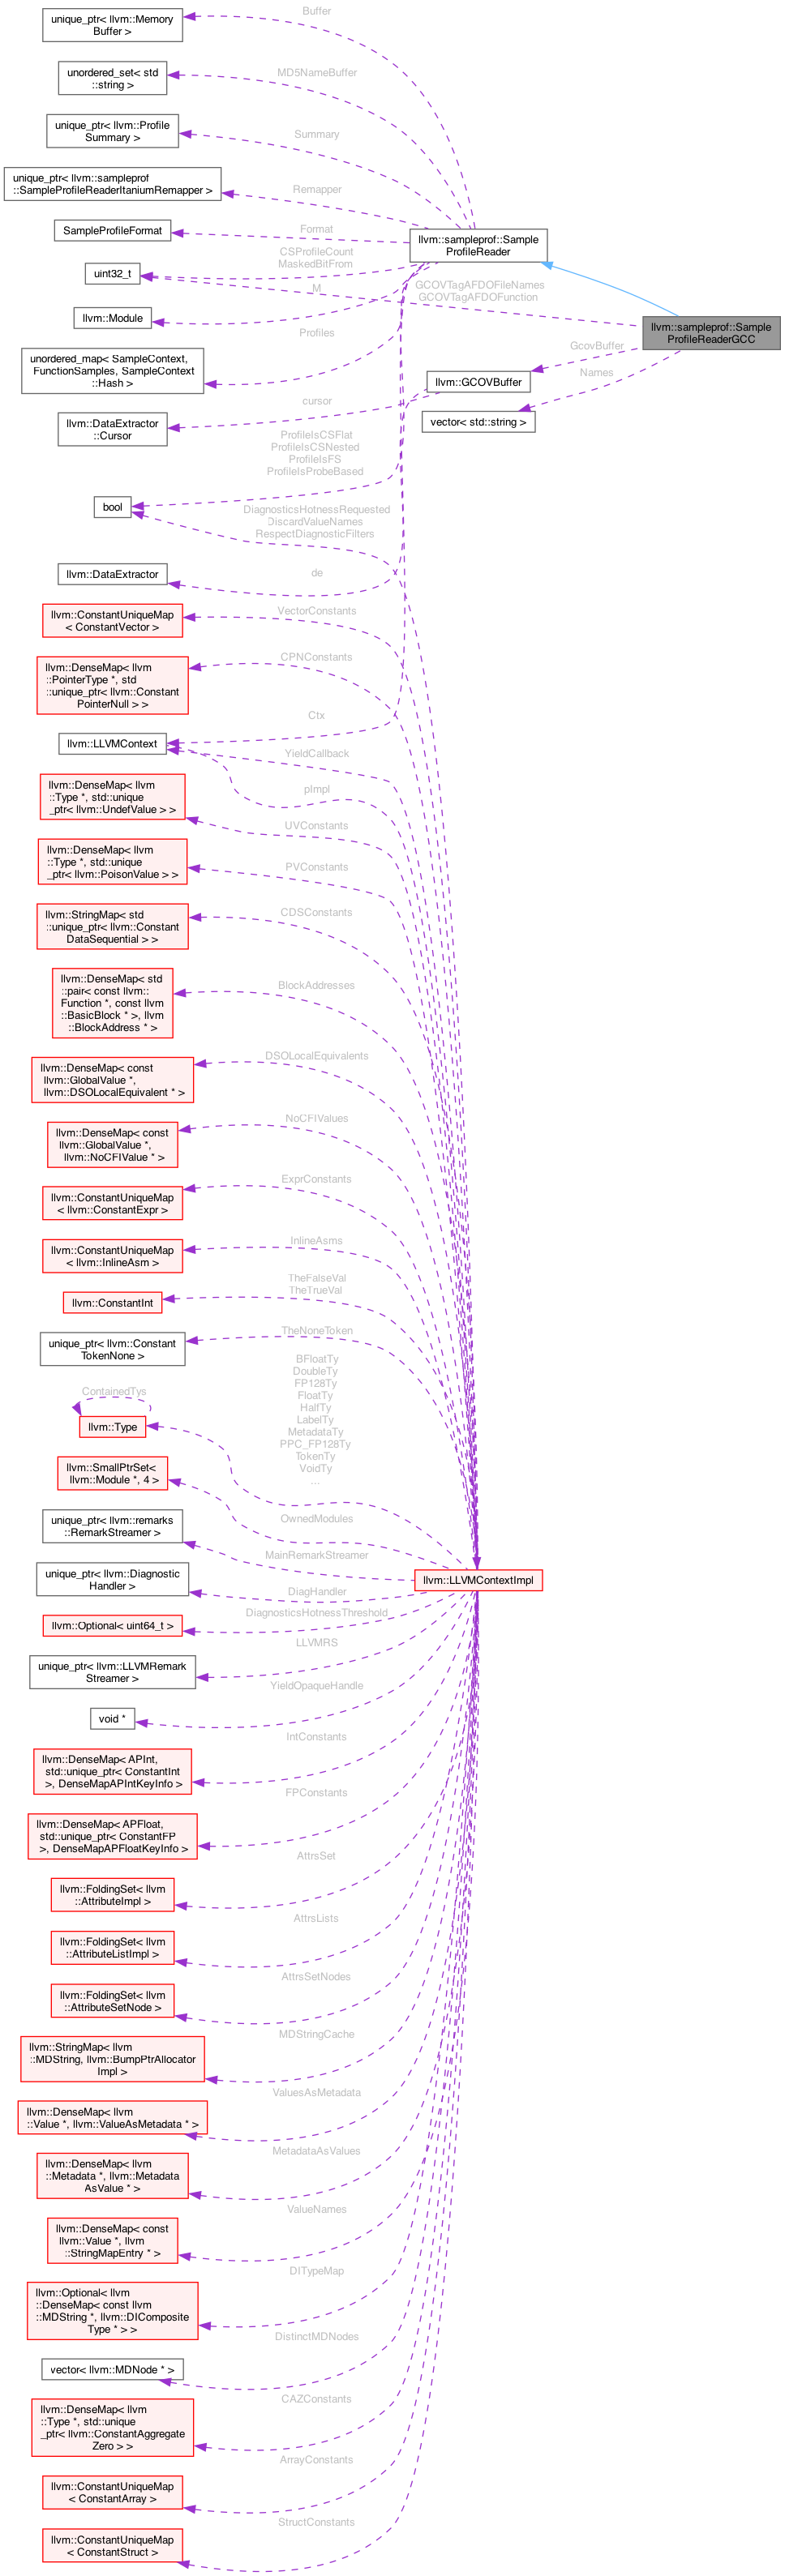 Buffer
unique_ptr< llvm::Memory
Buffer >
MD5NameBuffer
unordered_set< std
::string >
Summary
unique_ptr< llvm::Profile
Summary >
Remapper
unique_ptr< llvm::sampleprof
::SampleProfileReaderItaniumRemapper >
Format
SampleProfileFormat
llvm::sampleprof::Sample
ProfileReader
CSProfileCount
MaskedBitFrom
uint32_t
M
GCOVTagAFDOFileNames
GCOVTagAFDOFunction
llvm::Module
llvm::sampleprof::Sample
ProfileReaderGCC
Profiles
GcovBuffer
unordered_map< SampleContext,
FunctionSamples, SampleContext
::Hash >
Names
llvm::GCOVBuffer
cursor
vector< std::string >
llvm::DataExtractor
::Cursor
ProfileIsCSFlat
ProfileIsCSNested
ProfileIsFS
ProfileIsProbeBased
bool
DiagnosticsHotnessRequested
DiscardValueNames
RespectDiagnosticFilters
llvm::DataExtractor
de
VectorConstants
llvm::ConstantUniqueMap
< ConstantVector >
CPNConstants
llvm::DenseMap< llvm
::PointerType *, std
::unique_ptr< llvm::Constant
PointerNull > >
Ctx
llvm::LLVMContext
YieldCallback
pImpl
llvm::DenseMap< llvm
::Type *, std::unique
_ptr< llvm::UndefValue > >
UVConstants
llvm::DenseMap< llvm
::Type *, std::unique
_ptr< llvm::PoisonValue > >
PVConstants
CDSConstants
llvm::StringMap< std
::unique_ptr< llvm::Constant
DataSequential > >
BlockAddresses
llvm::DenseMap< std
::pair< const llvm::
Function *, const llvm
::BasicBlock * >, llvm
::BlockAddress * >
DSOLocalEquivalents
llvm::DenseMap< const
llvm::GlobalValue *,
llvm::DSOLocalEquivalent * >
NoCFIValues
llvm::DenseMap< const
llvm::GlobalValue *,
llvm::NoCFIValue * >
ExprConstants
llvm::ConstantUniqueMap
< llvm::ConstantExpr >
InlineAsms
llvm::ConstantUniqueMap
< llvm::InlineAsm >
TheFalseVal
TheTrueVal
llvm::ConstantInt
TheNoneToken
unique_ptr< llvm::Constant
TokenNone >
BFloatTy
DoubleTy
FP128Ty
FloatTy
HalfTy
LabelTy
MetadataTy
PPC_FP128Ty
TokenTy
VoidTy
...
ContainedTys
llvm::Type
llvm::SmallPtrSet<
llvm::Module *, 4 >
OwnedModules
unique_ptr< llvm::remarks
::RemarkStreamer >
MainRemarkStreamer
llvm::LLVMContextImpl
unique_ptr< llvm::Diagnostic
Handler >
DiagHandler
DiagnosticsHotnessThreshold
llvm::Optional< uint64_t >
LLVMRS
unique_ptr< llvm::LLVMRemark
Streamer >
YieldOpaqueHandle
void *
IntConstants
llvm::DenseMap< APInt,
std::unique_ptr< ConstantInt
>, DenseMapAPIntKeyInfo >
FPConstants
llvm::DenseMap< APFloat,
std::unique_ptr< ConstantFP
>, DenseMapAPFloatKeyInfo >
AttrsSet
llvm::FoldingSet< llvm
::AttributeImpl >
AttrsLists
llvm::FoldingSet< llvm
::AttributeListImpl >
AttrsSetNodes
llvm::FoldingSet< llvm
::AttributeSetNode >
MDStringCache
llvm::StringMap< llvm
::MDString, llvm::BumpPtrAllocator
Impl >
ValuesAsMetadata
llvm::DenseMap< llvm
::Value *, llvm::ValueAsMetadata * >
MetadataAsValues
llvm::DenseMap< llvm
::Metadata *, llvm::Metadata
AsValue * >
ValueNames
llvm::DenseMap< const
llvm::Value *, llvm
::StringMapEntry * >
DITypeMap
llvm::Optional< llvm
::DenseMap< const llvm
::MDString *, llvm::DIComposite
Type * > >
DistinctMDNodes
vector< llvm::MDNode * >
CAZConstants
llvm::DenseMap< llvm
::Type *, std::unique
_ptr< llvm::ConstantAggregate
Zero > >
ArrayConstants
llvm::ConstantUniqueMap
< ConstantArray >
StructConstants
llvm::ConstantUniqueMap
< ConstantStruct >